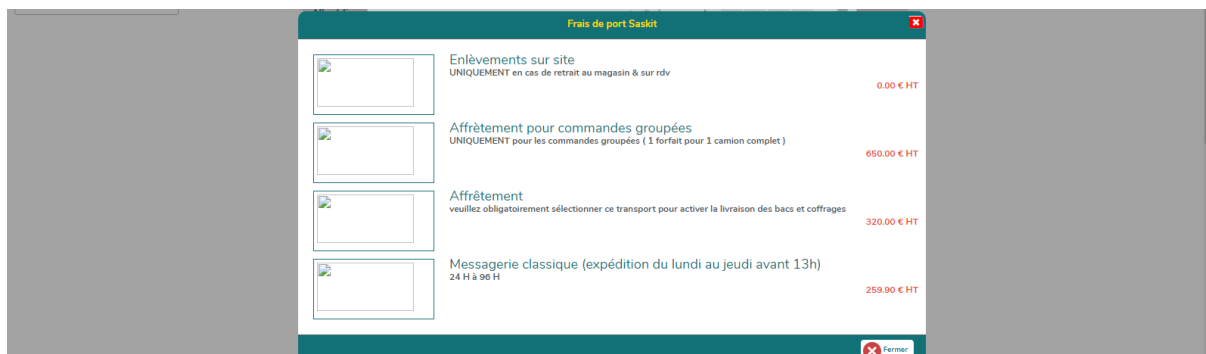 Frais de port Saskit
Enlèvements sur site
UNIQUEMENT en cas de retrait au magasin & sur rdv
0.00 € HT
Affrètement pour commandes groupées
UNIQUEMENT pour les commandes groupées ( 1 forfait pour 1 camion complet )
650.00 € HT
Affrêtement
veuillez obligatoirement sélectionner ce transport pour activer la livraison des bacs et coffrages
320.00 € HT
Messagerie classique (expédition du lundi au jeudi avant 13h)
24 H à 96 H
259.90 € HT
Fermer